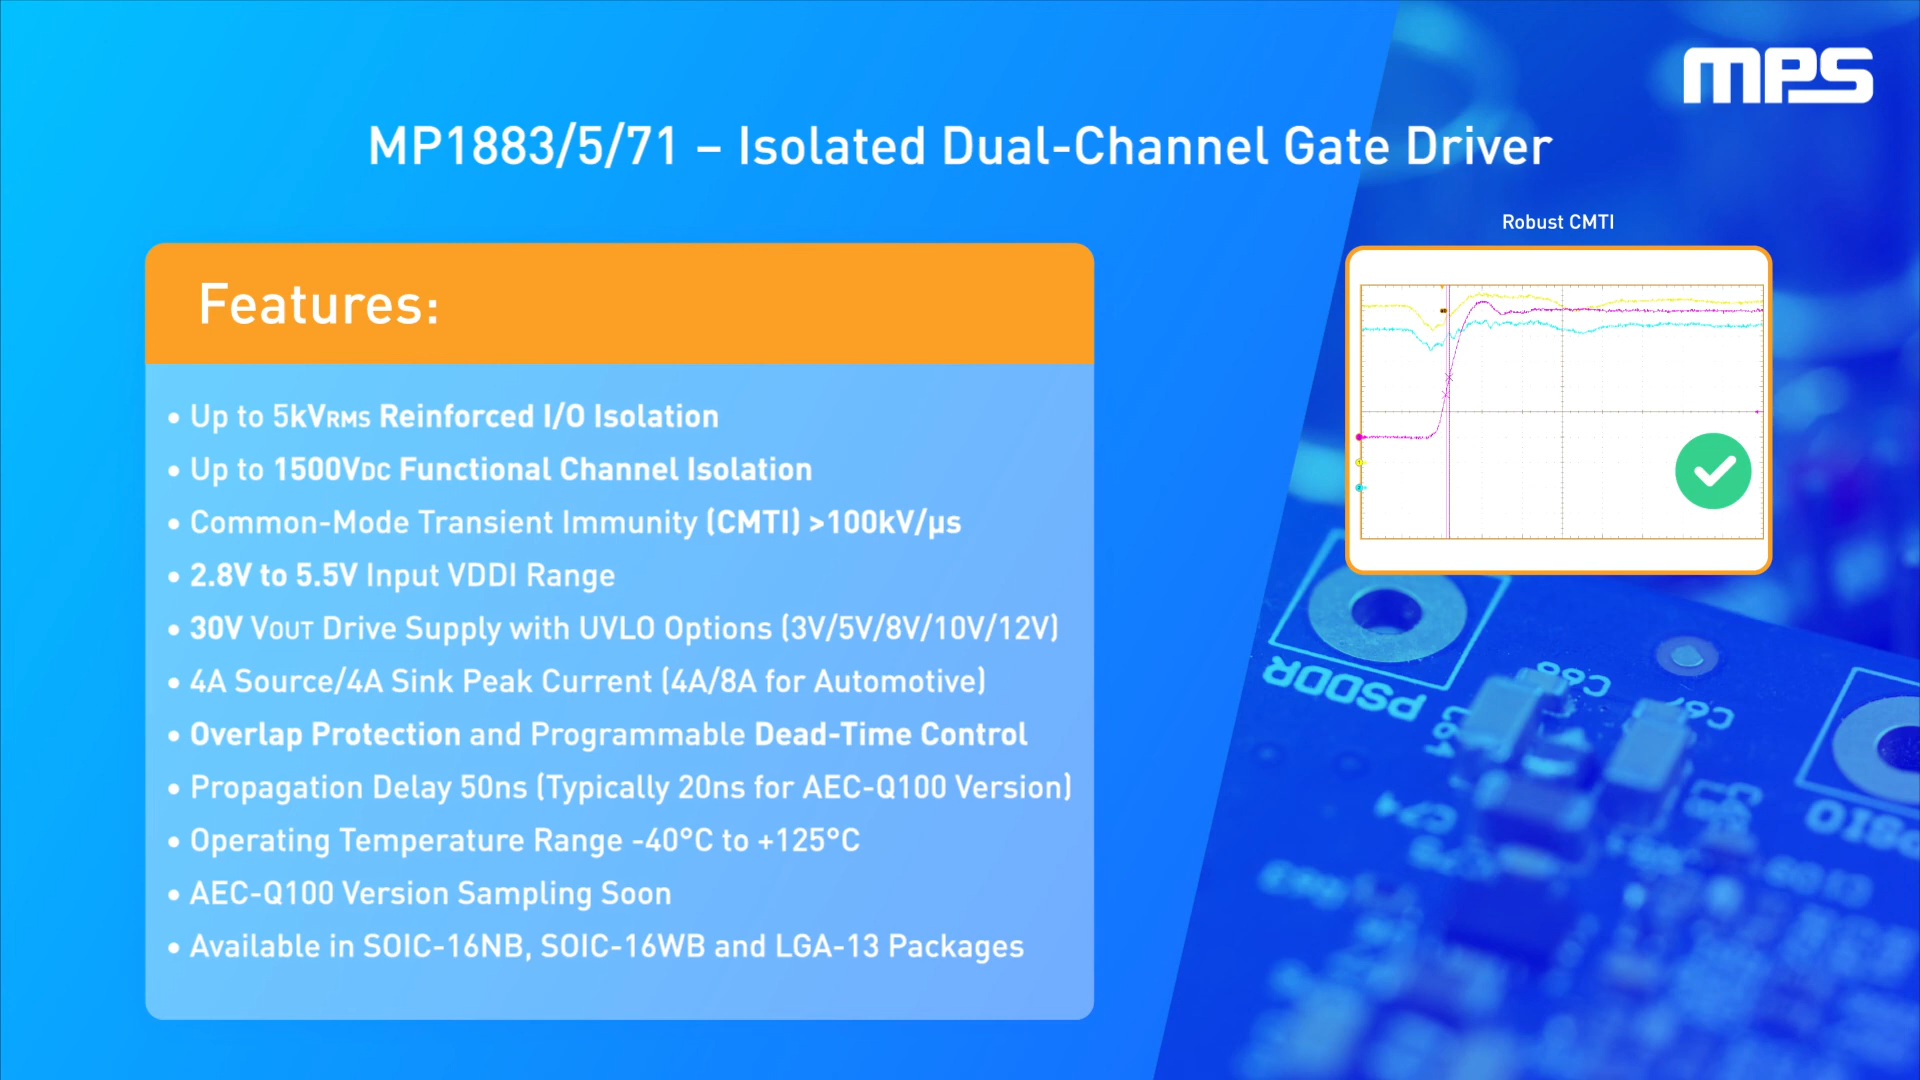 MPS
MP1883/5/71 – Isolated Dual-Channel Gate Driver
Robust CMTI
Features:
• Up to 5kVRMS Reinforced I/O Isolation
• Up to 1500VDC Functional Channel Isolation
• Common-Mode Transient Immunity (CMTI) >100kV/µs
• 2.8V to 5.5V Input VDDI Range
• 30V VOUT Drive Supply with UVLO Options (3V/5V/8V/10V/12V)
• 4A Source/4A Sink Peak Current (4A/8A for Automotive)
• Overlap Protection and Programmable Dead-Time Control
• Propagation Delay 50ns (Typically 20ns for AEC-Q100 Version)
• Operating Temperature Range -40°C to +125°C
• AEC-Q100 Version Sampling Soon
• Available in SOIC-16NB, SOIC-16WB and LGA-13 Packages
PSDDR
C68
C67
C64
C74